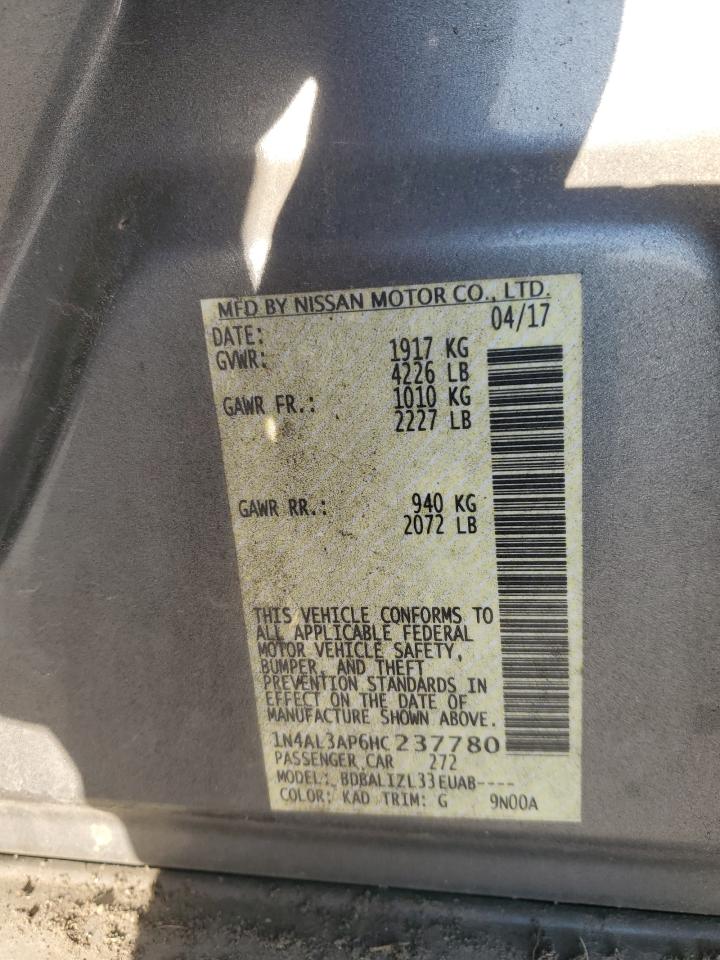 MFD BY NISSAN MOTOR CO., LTD.
DATE: 04/17
GVWR: 1917 KG
4226 LB
GAWR FR.: 1010 KG
2227 LB
GAWR RR.: 940 KG
2072 LB
THIS VEHICLE CONFORMS TO
ALL APPLICABLE FEDERAL
MOTOR VEHICLE SAFETY,
BUMPER, AND THEFT
PREVENTION STANDARDS IN
EFFECT ON THE DATE OF
MANUFACTURE SHOWN ABOVE.
1N4AL3AP6HC237780
PASSENGER CAR 272
MODEL: BDBALIZL33EUAB----
COLOR: KAD TRIM: G 9N00A